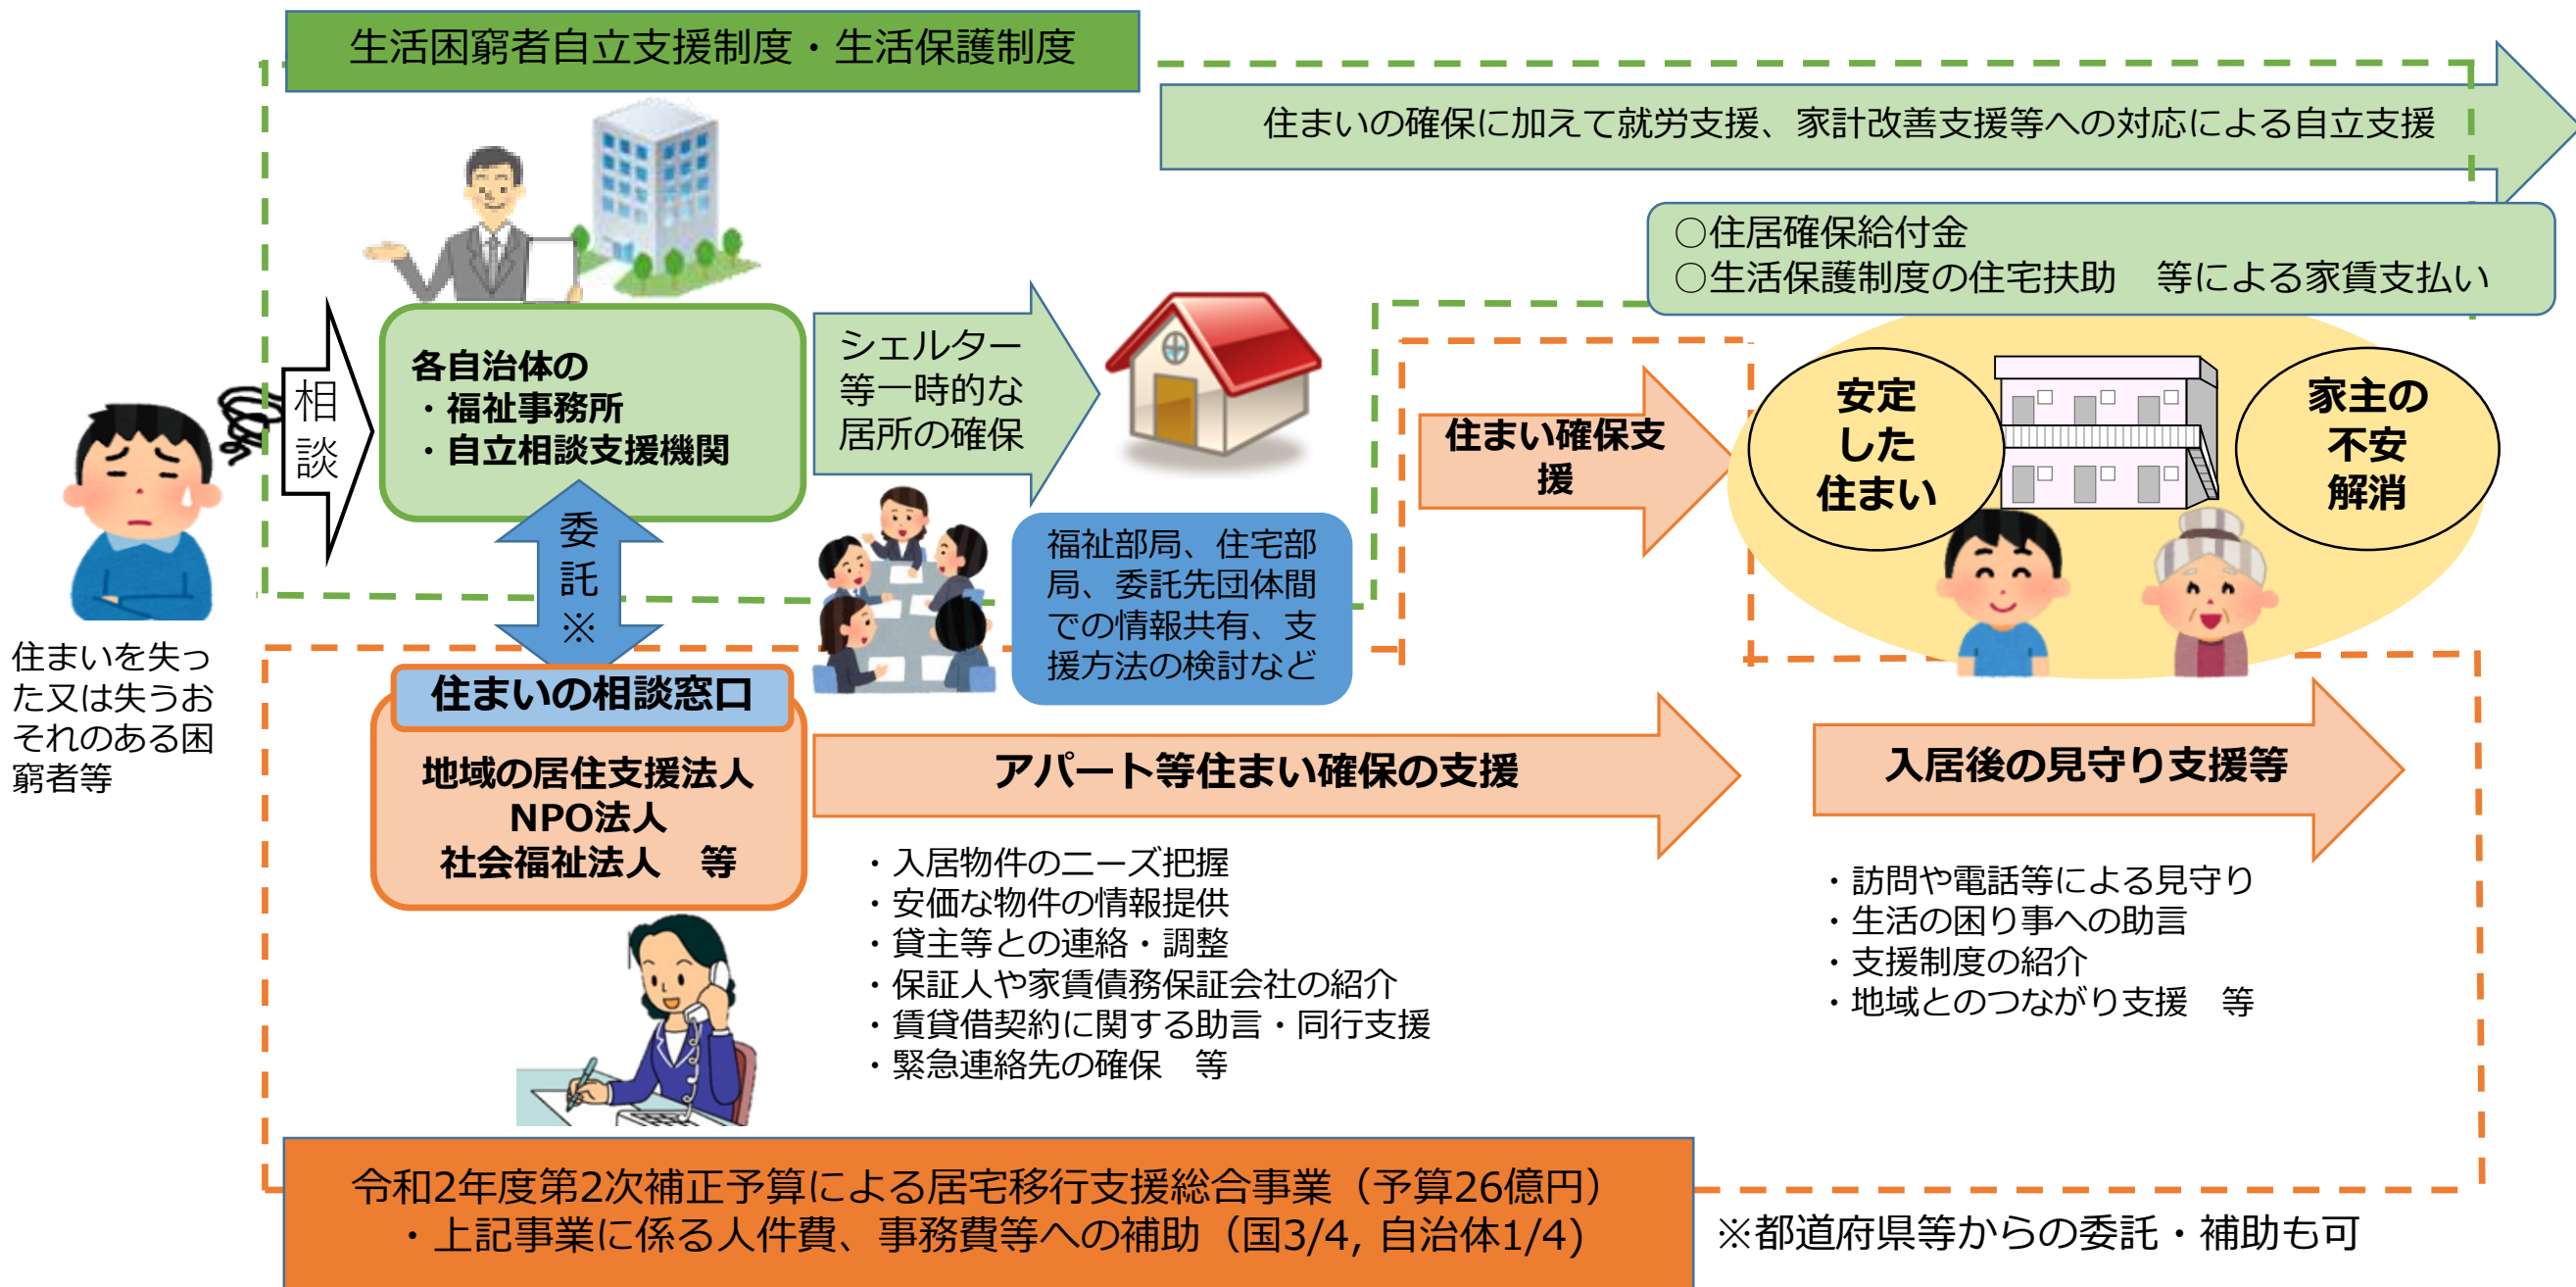 生活困窮者自立支援制度・生活保護制度
住まいの確保に加えて就労支援、家計改善支援等への対応による自立支援
○住居確保給付金
○生活保護制度の住宅扶助　等による家賃支払い
相
談
各自治体の
・福祉事務所
・自立相談支援機関
シェルター
等一時的な
居所の確保
住まい確保支
援
安定
した
住まい
家主の
不安
解消
委
託
※
福祉部局、住宅部
局、委託先団体間
での情報共有、支
援方法の検討など
住まいを失っ
た又は失うお
それのある困
窮者等
住まいの相談窓口
地域の居住支援法人
NPO法人
社会福祉法人　等
アパート等住まい確保の支援
・入居物件のニーズ把握
・安価な物件の情報提供
・貸主等との連絡・調整
・保証人や家賃債務保証会社の紹介
・賃貸借契約に関する助言・同行支援
・緊急連絡先の確保　等
入居後の見守り支援等
・訪問や電話等による見守り
・生活の困り事への助言
・支援制度の紹介
・地域とのつながり支援　等
令和2年度第2次補正予算による居宅移行支援総合事業（予算26億円）
・上記事業に係る人件費、事務費等への補助（国3/4, 自治体1/4)
※都道府県等からの委託・補助も可